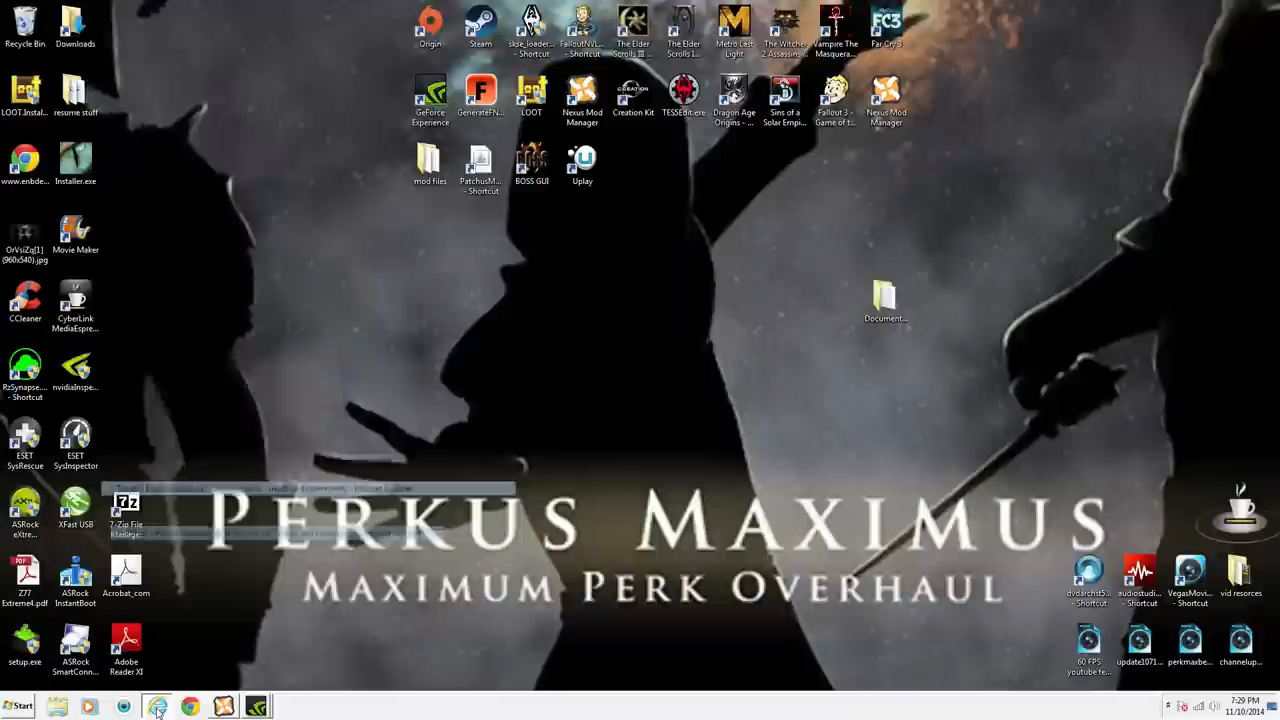 Recycle Bin
Downloads
Origin
Steam
skse_loader... - Shortcut
FalloutNVL... - Shortcut
The Elder Scrolls III ...
The Elder Scrolls I...
Metro Last Light
The Witcher 2 Assassins ...
Vampire The Masquera...
Far Cry 3
LOOT.Instal...
resume stuff
GeForce Experience
GenerateFN...
LOOT
Nexus Mod Manager
Creation Kit
TES5Edit.exe
Dragon Age Origins - ...
Sins of a Solar Empi...
Fallout 3 - Game of t...
Nexus Mod Manager
www.enbde...
Installer.exe
mod files
PatchusM... - Shortcut
BOSS GUI
Uplay
OrVsiZq[1] (960x540).jpg
Movie Maker
CCleaner
CyberLink MediaEspre...
Document...
RzSynapse.... - Shortcut
nvidiaInspe...
ESET SysRescue
ESET SysInspector
ASRock eXtre...
XFast USB
7-Zip File
PERKUS MAXIMUS
MAXIMUM PERK OVERHAUL
Z77 Extreme4.pdf
ASRock InstantBoot
Acrobat_com
dvdarchst5... - Shortcut
audiostudi... - Shortcut
VegasMovi... - Shortcut
vid resorces
setup.exe
ASRock SmartConn...
Adobe Reader XI
60 FPS youtube te...
update1071...
perkmaxbe...
channelup...
Start
7:29 PM
11/10/2014